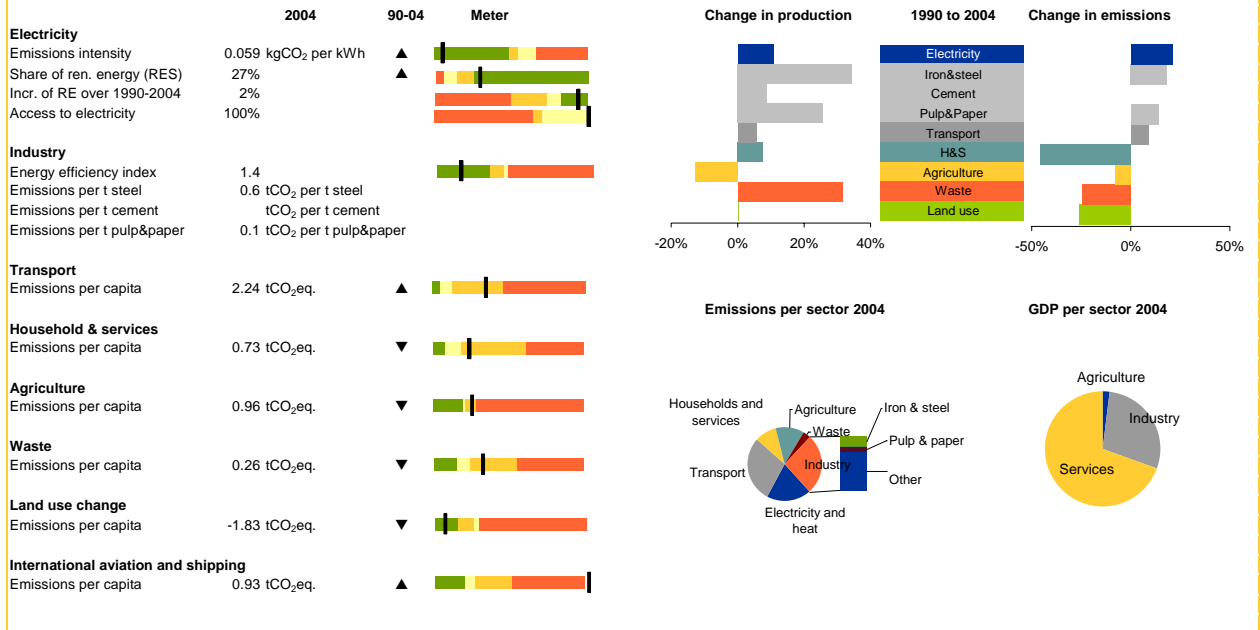 2004 90-04 Meter
Electricity
Emissions intensity 0.059 kgCO₂ per kWh ▲
Share of ren. energy (RES) 27% ▲
Incr. of RE over 1990-2004 2%
Access to electricity 100%
Industry
Energy efficiency index 1.4
Emissions per t steel 0.6 tCO₂ per t steel
Emissions per t cement tCO₂ per t cement
Emissions per t pulp&paper 0.1 tCO₂ per t pulp&paper
Transport
Emissions per capita 2.24 tCO₂eq. ▲
Household & services
Emissions per capita 0.73 tCO₂eq. ▼
Agriculture
Emissions per capita 0.96 tCO₂eq. ▼
Waste
Emissions per capita 0.26 tCO₂eq. ▼
Land use change
Emissions per capita -1.83 tCO₂eq. ▼
International aviation and shipping
Emissions per capita 0.93 tCO₂eq. ▲
Change in production 1990 to 2004 Change in emissions
Electricity
Iron&steel
Cement
Pulp&Paper
Transport
H&S
Agriculture
Waste
Land use
-20% 0% 20% 40%
-50% 0% 50%
Emissions per sector 2004
Households and
services
Agriculture
Waste
Iron & steel
Pulp & paper
Other
Industry
Transport
Electricity and
heat
GDP per sector 2004
Agriculture
Industry
Services